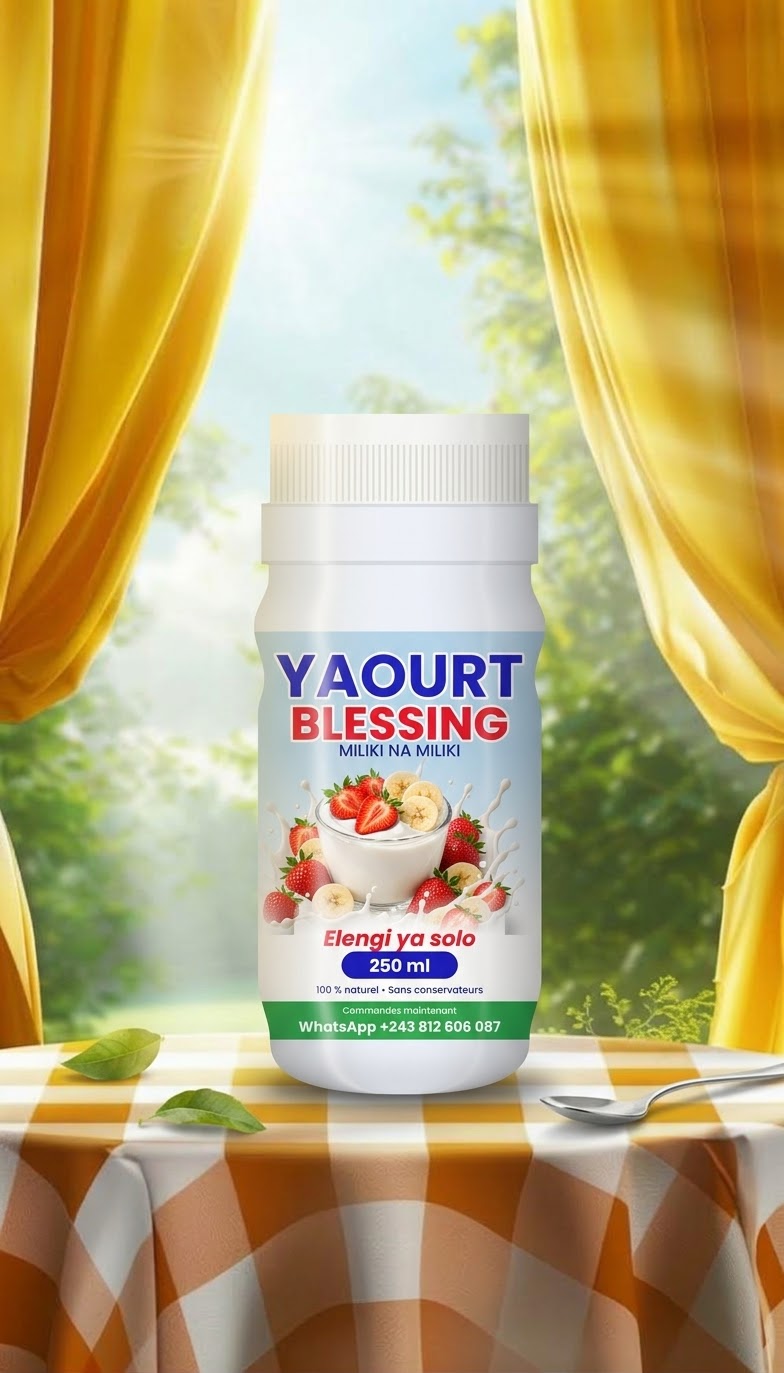 YAOURT
BLESSING
MILIKI NA MILIKI
Elengi ya solo
250 ml
100 % naturel • Sans conservateurs
Commandes maintenant
WhatsApp +243 812 606 087